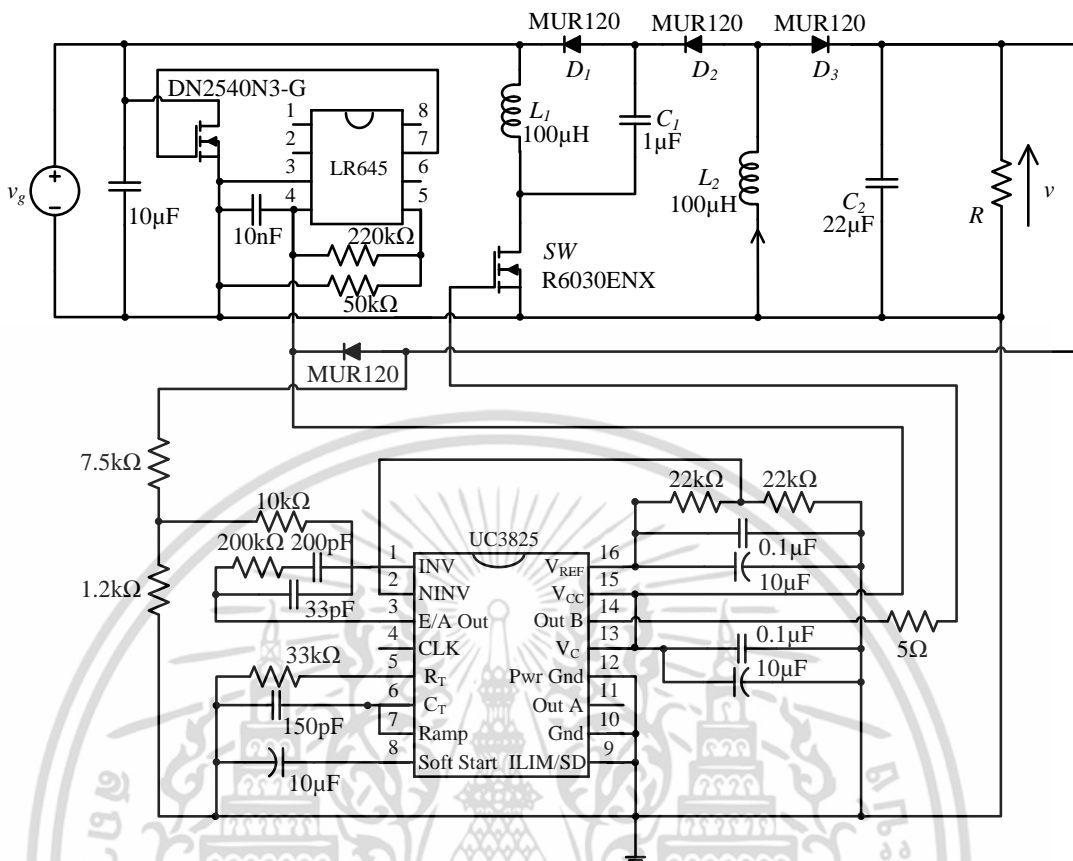 MUR120 MUR120 MUR120
D1 D2 D3
DN2540N3-G
1 8
2 7
3 6
4 5
LR645
L1
100μH
C1
1μF
vg
10μF
10nF
220kΩ
50kΩ
L2
100μH
C2
22μF
R
v
SW
R6030ENX
MUR120
7.5kΩ
22kΩ 22kΩ
10kΩ
200kΩ 200pF
33pF
1.2kΩ
UC3825
1 INV
2 NINV
3 E/A Out
4 CLK
5 RT
6 CT
7 Ramp
8 Soft Start
16 VREF
15 VCC
14 Out B
13 VC
12 Pwr Gnd
11 Out A
10 Gnd
9 ILIM/SD
0.1μF
10μF
0.1μF
10μF
5Ω
33kΩ
150pF
10μF